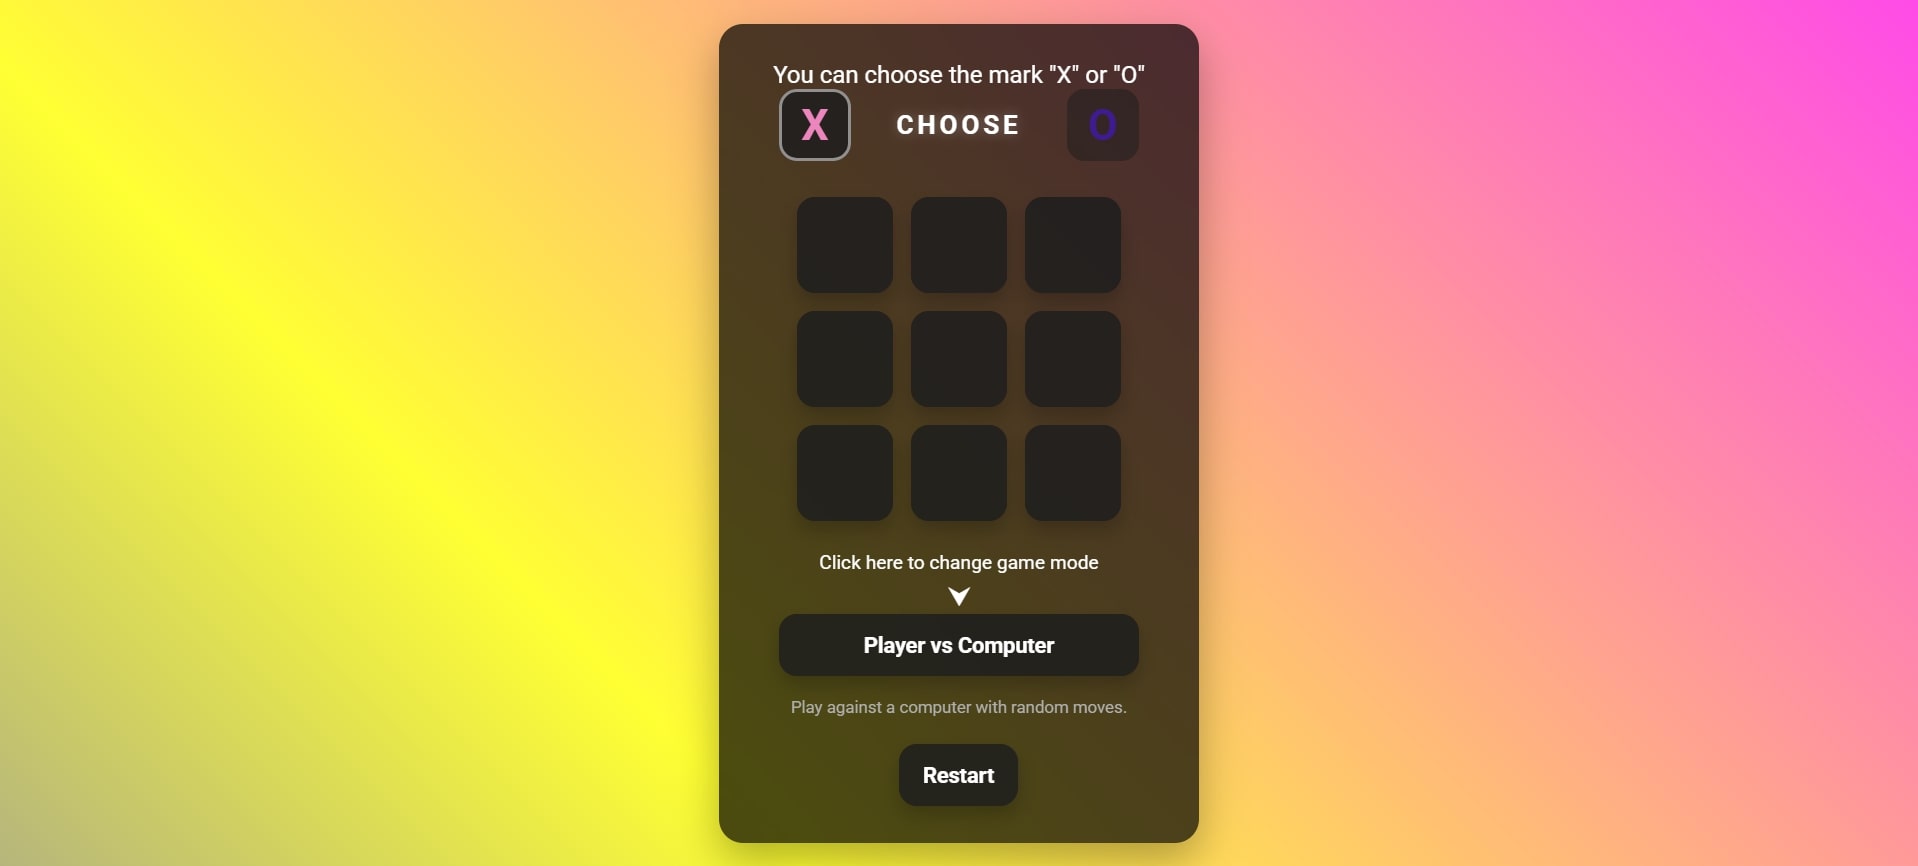 You can choose the mark "X" or "O"
X CHOOSE O
Click here to change game mode
Player vs Computer
Play against a computer with random moves.
Restart